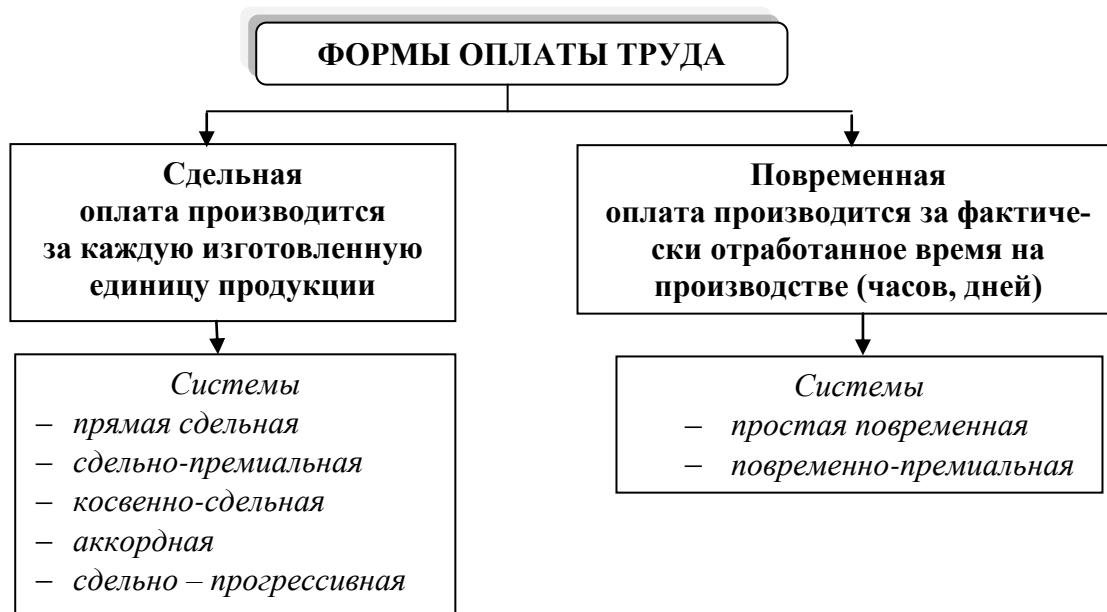 ФОРМЫ ОПЛАТЫ ТРУДА
Сдельная
оплата производится
за каждую изготовленную
единицу продукции
Повременная
оплата производится за фактиче-
ски отработанное время на
производстве (часов, дней)
Системы
– прямая сдельная
– сдельно-премиальная
– косвенно-сдельная
– аккордная
– сдельно – прогрессивная
Системы
– простая повременная
– повременно-премиальная